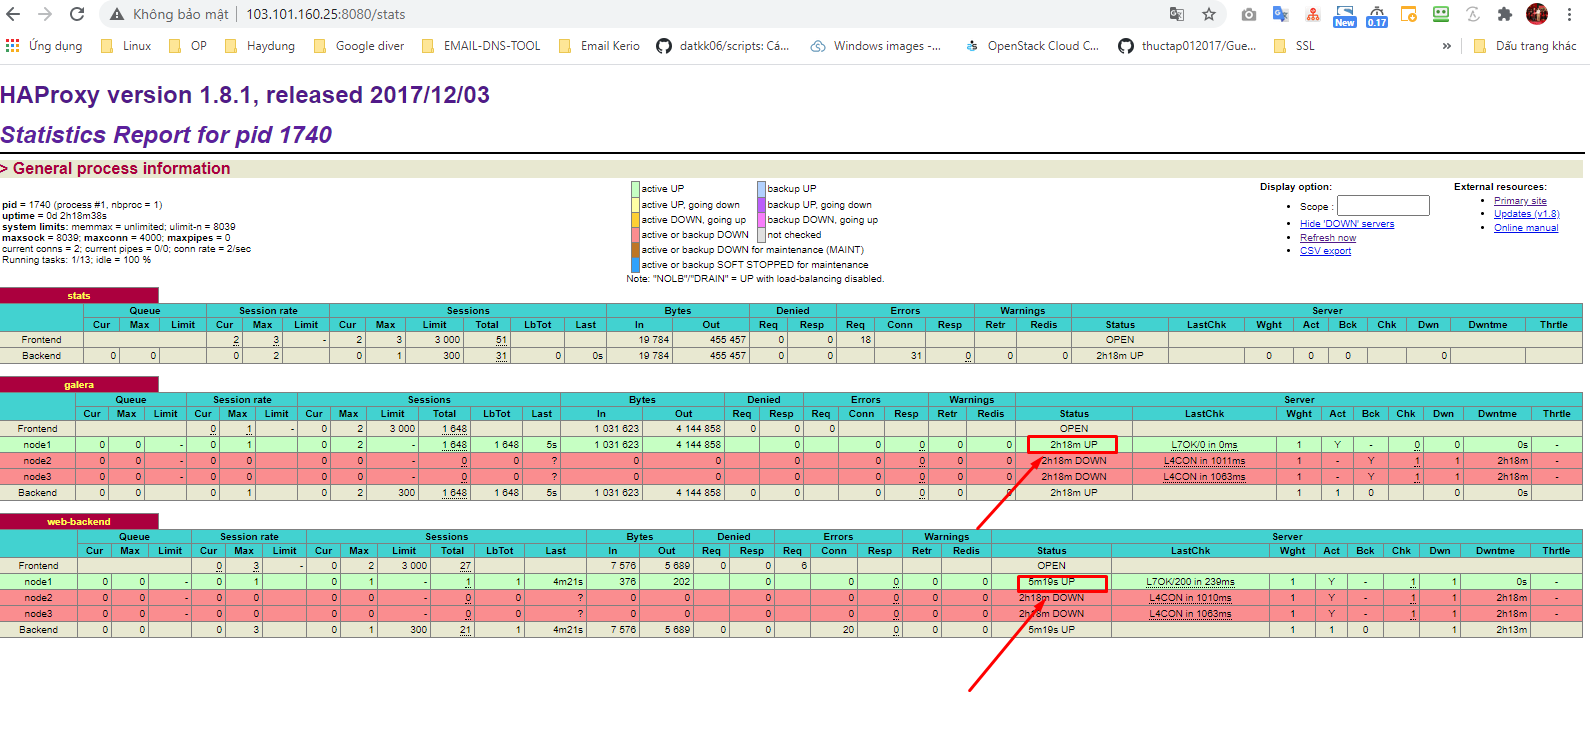 Không bảo mật | 103.101.160.25:8080/stats
New 0.17
Ứng dụng Linux OP Haydung Google diver EMAIL-DNS-TOOL Email Kerio datkk06/scripts: Cá... Windows images -... OpenStack Cloud C... thuctap012017/Gue... SSL » Dấu trang khác
HAProxy version 1.8.1, released 2017/12/03
Statistics Report for pid 1740
> General process information
pid = 1740 (process #1, nbproc = 1)
uptime = 0d 2h18m38s
system limits: memmax = unlimited; ulimit-n = 8039
maxsock = 8039; maxconn = 4000; maxpipes = 0
current conns = 2; current pipes = 0/0; conn rate = 2/sec
Running tasks: 1/13; idle = 100 %
active UP backup UP
active UP, going down backup UP, going down
active DOWN, going up backup DOWN, going up
active or backup DOWN not checked
active or backup DOWN for maintenance (MAINT)
active or backup SOFT STOPPED for maintenance
Note: "NOLB"/"DRAIN" = UP with load-balancing disabled.
Display option:
Scope :
Hide 'DOWN' servers
Refresh now
CSV export
External resources:
Primary site
Updates (v1.8)
Online manual
stats
Queue Session rate Sessions Bytes Denied Errors Warnings Server
Cur Max Limit Cur Max Limit Cur Max Limit Total LbTot Last In Out Req Resp Req Conn Resp Retr Redis Status LastChk Wght Act Bck Chk Dwn Dwntme Thrtle
Frontend 2 3 - 2 3 3 000 51 19 784 455 457 0 0 18 OPEN
Backend 0 0 0 2 0 1 300 31 0 0s 19 784 455 457 0 0 31 0 0 0 2h18m UP 0 0 0 0
galera
Queue Session rate Sessions Bytes Denied Errors Warnings Server
Cur Max Limit Cur Max Limit Cur Max Limit Total LbTot Last In Out Req Resp Req Conn Resp Retr Redis Status LastChk Wght Act Bck Chk Dwn Dwntme Thrtle
Frontend 0 1 - 0 2 3 000 1 648 1 031 623 4 144 858 0 0 0 OPEN
node1 0 0 - 0 1 0 2 - 1 648 1 648 5s 1 031 623 4 144 858 0 0 0 0 0 2h18m UP L7OK/0 in 0ms 1 Y - 0 0 0s -
node2 0 0 - 0 0 0 0 - 0 0 ? 0 0 0 0 0 0 0 2h18m DOWN L4CON in 1011ms 1 - Y 1 1 2h18m -
node3 0 0 - 0 0 0 0 - 0 0 ? 0 0 0 0 0 0 0 2h18m DOWN L4CON in 1063ms 1 - Y 1 1 2h18m -
Backend 0 0 0 1 0 2 300 1 648 1 648 5s 1 031 623 4 144 858 0 0 0 0 0 0 2h18m UP 1 1 0 0 0s
web-backend
Queue Session rate Sessions Bytes Denied Errors Warnings Server
Cur Max Limit Cur Max Limit Cur Max Limit Total LbTot Last In Out Req Resp Req Conn Resp Retr Redis Status LastChk Wght Act Bck Chk Dwn Dwntme Thrtle
Frontend 0 3 - 0 1 3 000 27 7 576 5 689 0 0 6 OPEN
node1 0 0 - 0 1 0 1 - 1 1 4m21s 376 202 0 0 0 0 0 5m19s UP L7OK/200 in 239ms 1 Y - 1 1 0s -
node2 0 0 - 0 0 0 0 - 0 0 ? 0 0 0 0 0 0 0 2h18m DOWN L4CON in 1010ms 1 Y - 1 1 2h18m -
node3 0 0 - 0 0 0 0 - 0 0 ? 0 0 0 0 0 0 0 2h18m DOWN L4CON in 1063ms 1 Y - 1 1 2h18m -
Backend 0 0 0 3 0 1 300 21 1 4m21s 7 576 5 689 0 0 20 0 0 0 5m19s UP 1 1 0 1 2h13m